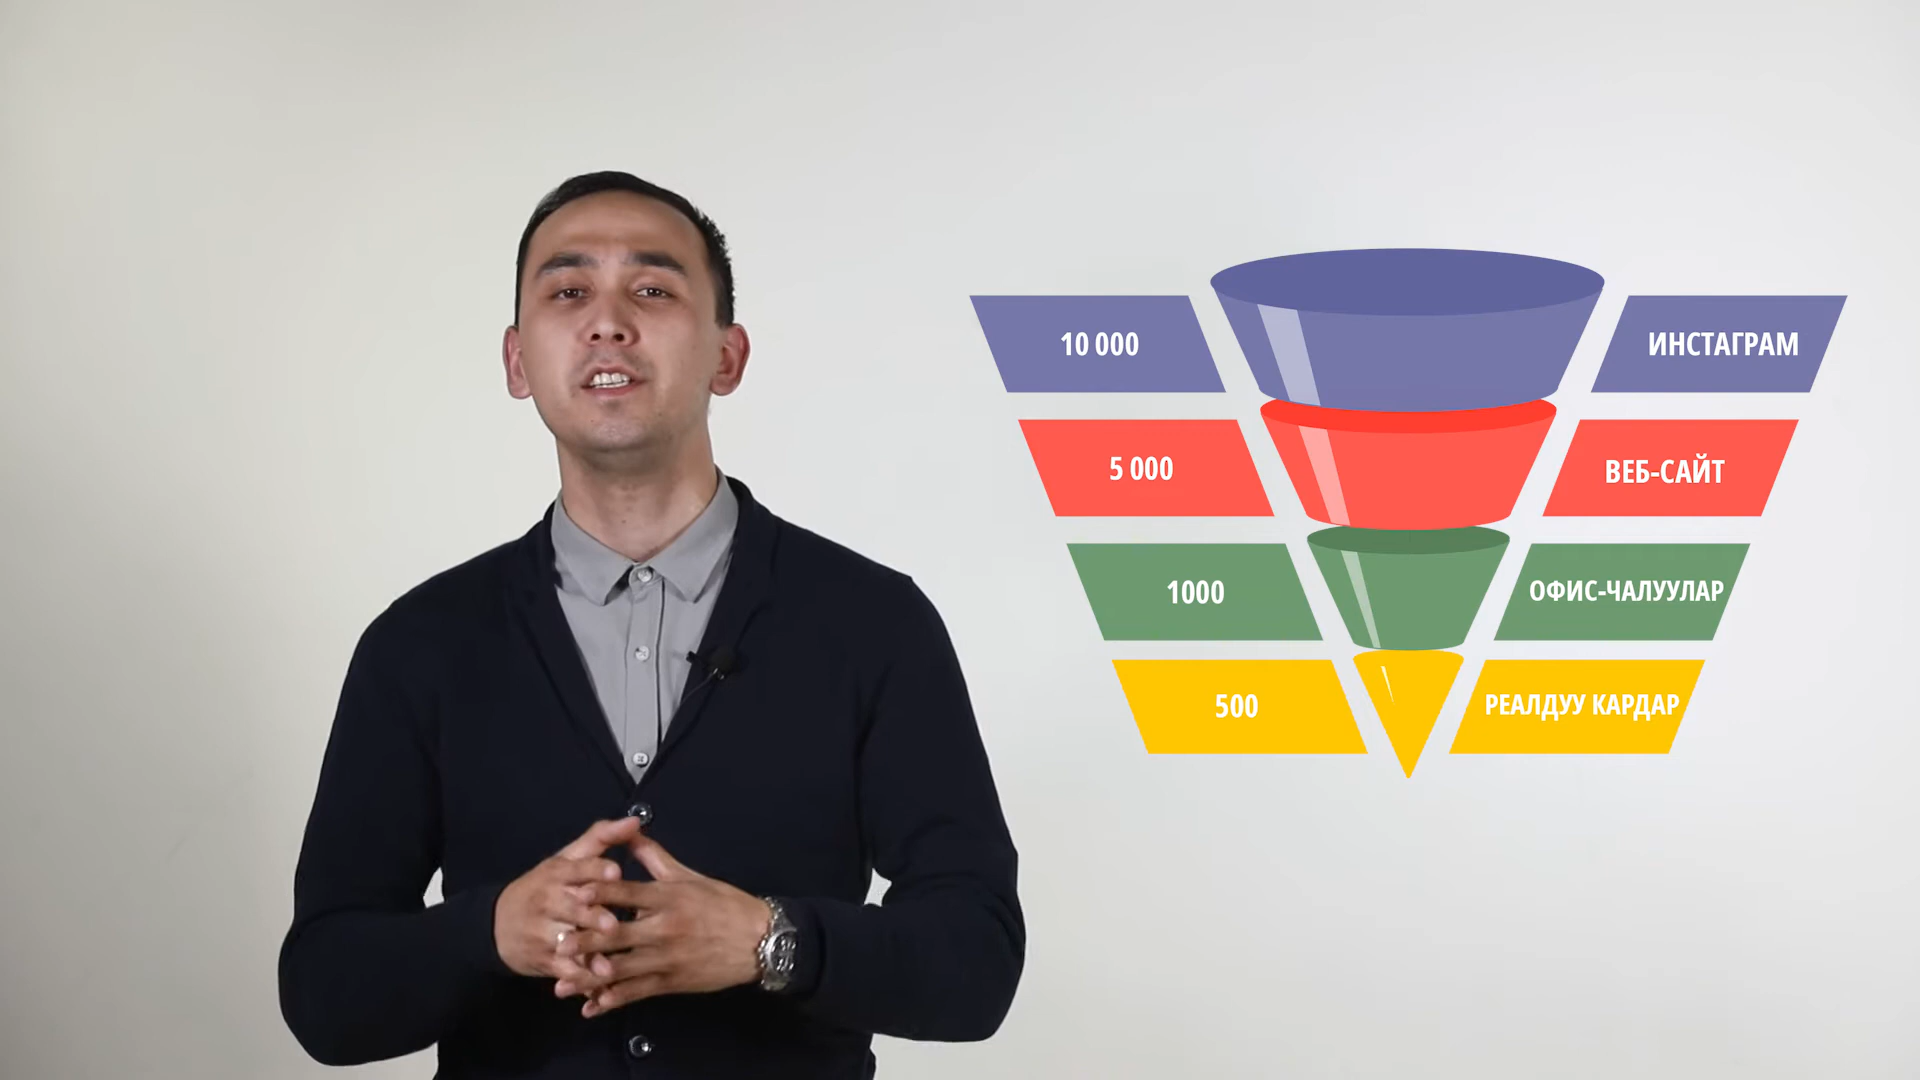 10 000 ИНСТАГРАМ
5 000 ВЕБ-САЙТ
1000 ОФИС-ЧАЛУУЛАР
500 РЕАЛДУУ КАРДАР